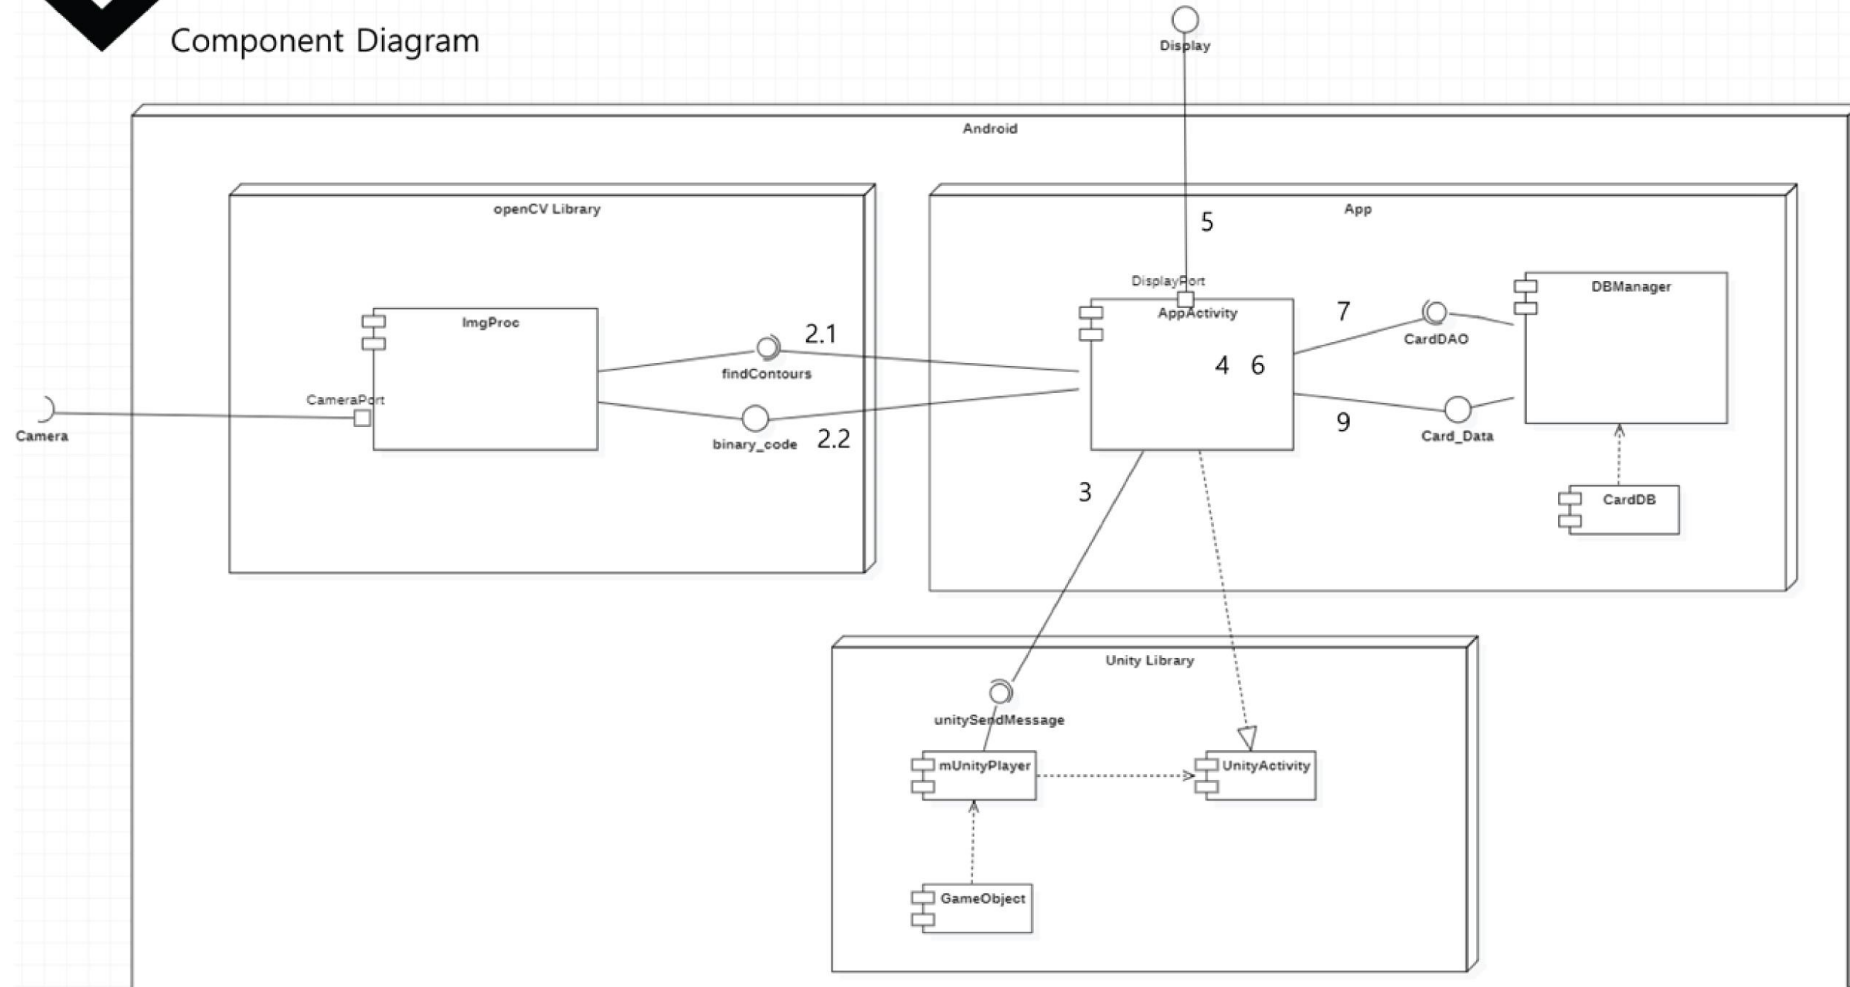 Component Diagram
Display
Android
openCV Library
App
5
DisplayPort
ImgProc
AppActivity
DBManager
2.1
7
findContours
CardDAO
4 6
CameraPort
Camera
binary_code
2.2
9
Card_Data
3
CardDB
Unity Library
unitySendMessage
mUnityPlayer
UnityActivity
GameObject